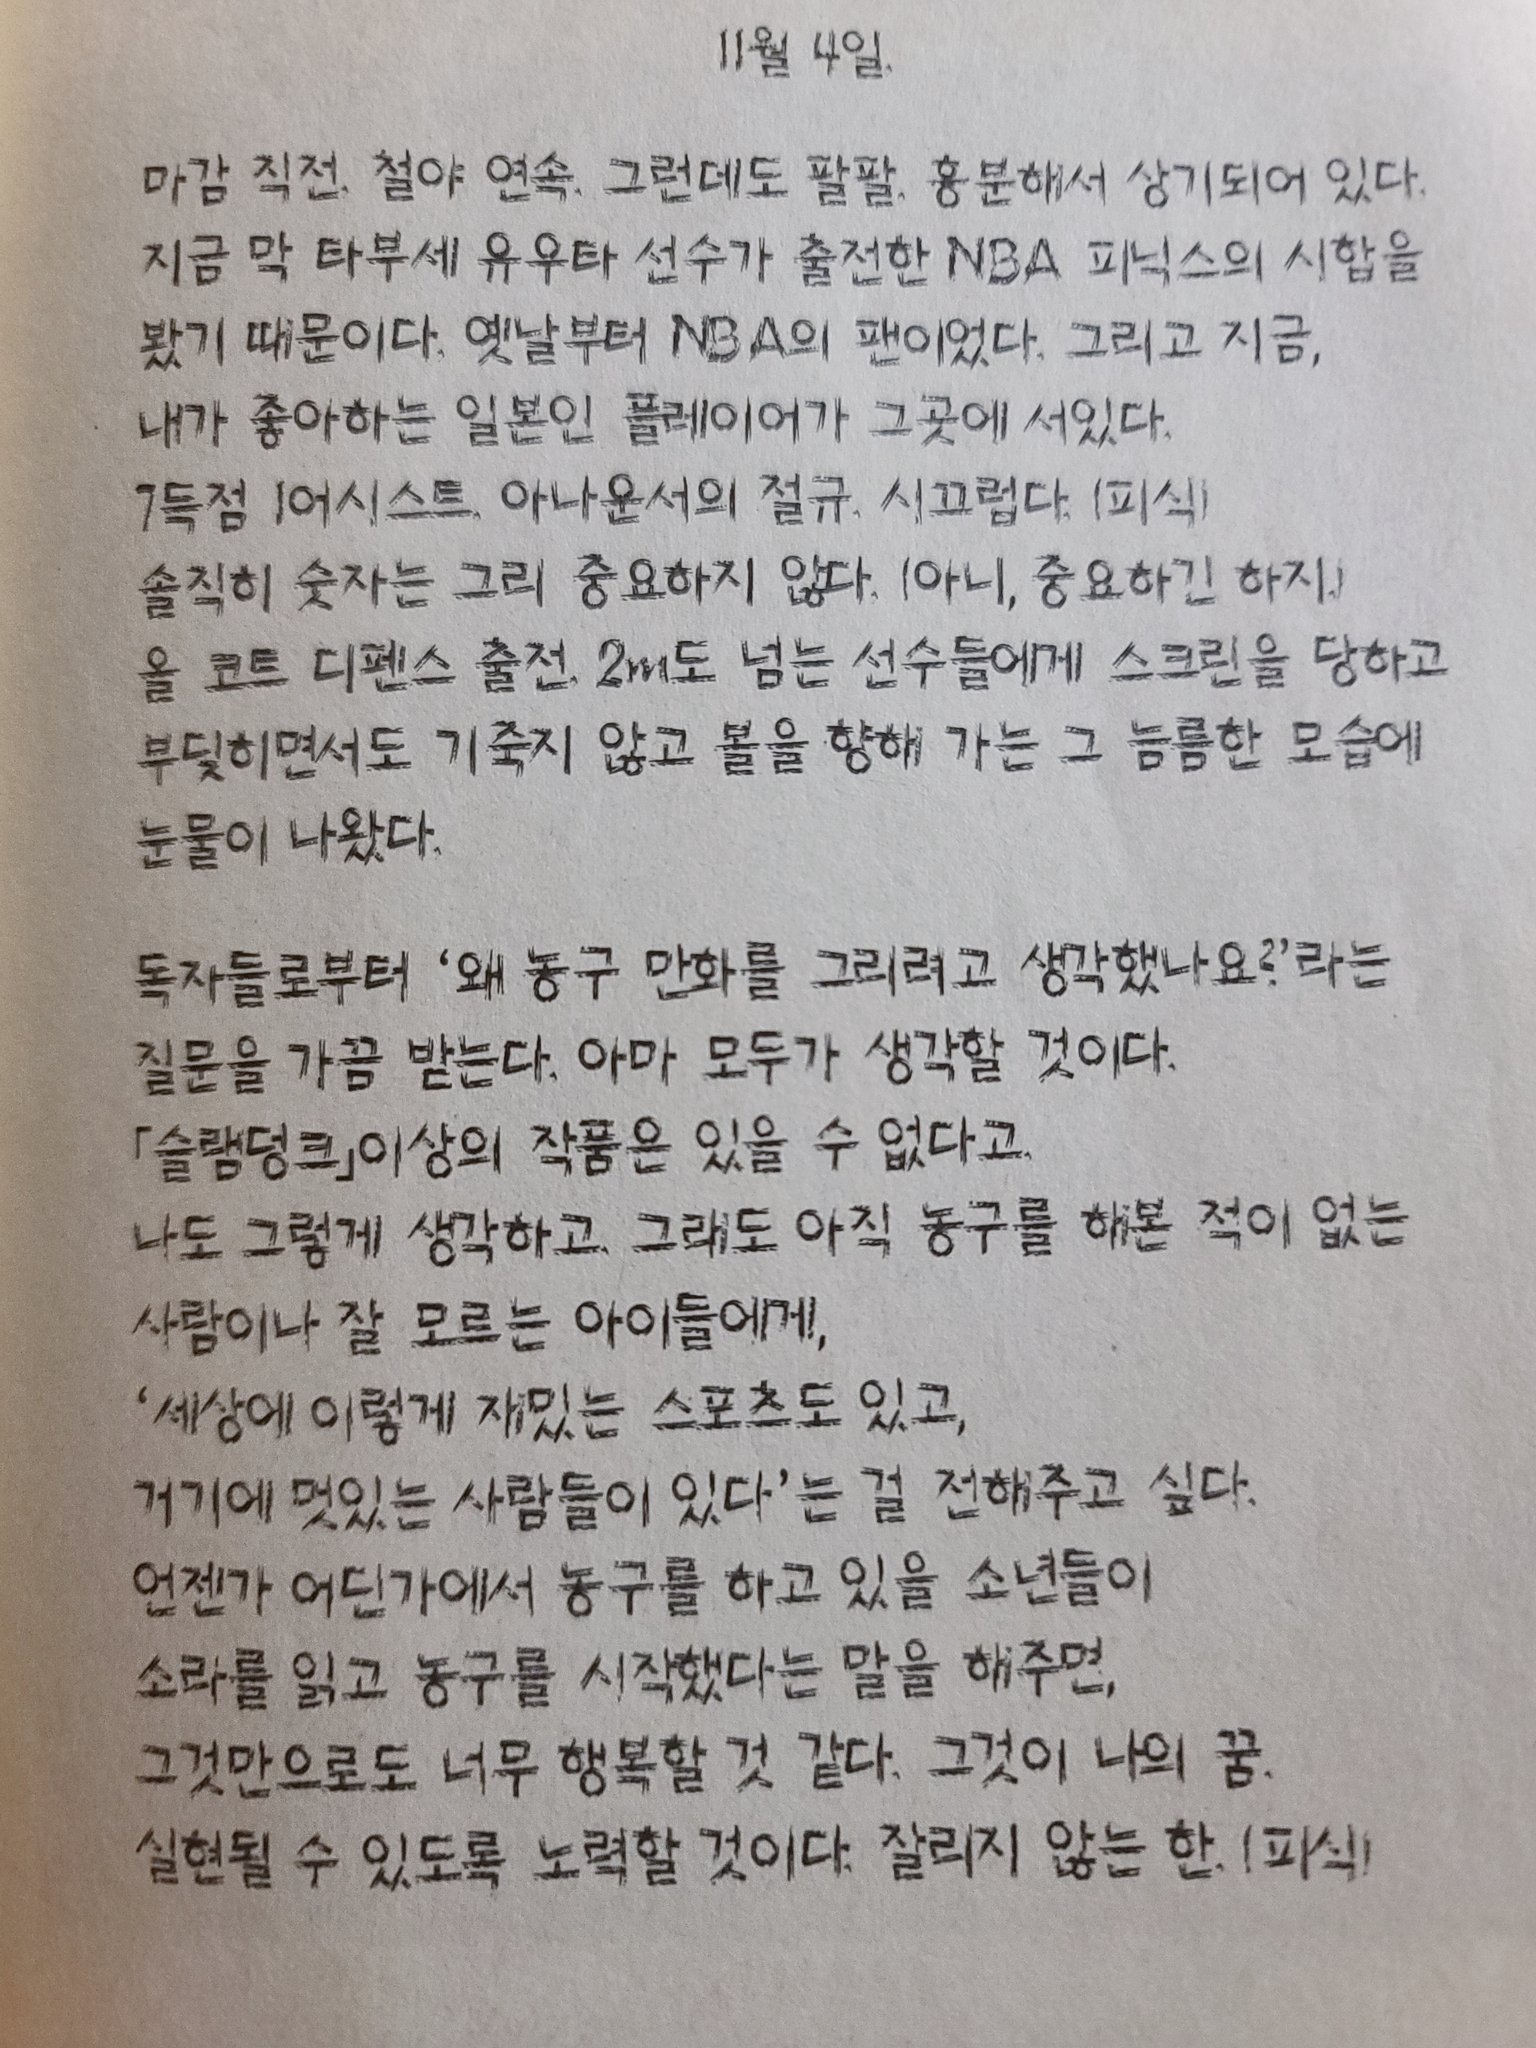 11월 4일.
마감 직전. 철야 연속. 그런데도 팔팔. 흥분해서 상기되어 있다.
지금 막 타부세 유우타 선수가 출전한 NBA 피닉스의 시합을
봤기 때문이다. 옛날부터 NBA의 팬이었다. 그리고 지금,
내가 좋아하는 일본인 플레이어가 그곳에 서있다.
7득점 1어시스트. 아나운서의 절규. 시끄럽다. (피식)
솔직히 숫자는 그리 중요하지 않다. (아니, 중요하긴 하지.)
올 코트 디펜스 출전. 2m도 넘는 선수들에게 스크린을 당하고
부딪히면서도 기죽지 않고 볼을 향해 가는 그 늠름한 모습에
눈물이 나왔다.
독자들로부터 ‘왜 농구 만화를 그리려고 생각했나요?’라는
질문을 가끔 받는다. 아마 모두가 생각할 것이다.
「슬램덩크」이상의 작품은 있을 수 없다고.
나도 그렇게 생각하고. 그래도 아직 농구를 해본 적이 없는
사람이나 잘 모르는 아이들에게,
‘세상에 이렇게 재밌는 스포츠도 있고,
거기에 멋있는 사람들이 있다’는 걸 전해주고 싶다.
언젠가 어딘가에서 농구를 하고 있을 소년들이
소라를 읽고 농구를 시작했다는 말을 해주면,
그것만으로도 너무 행복할 것 같다. 그것이 나의 꿈.
실현될 수 있도록 노력할 것이다. 잘리지 않는 한. (피식)